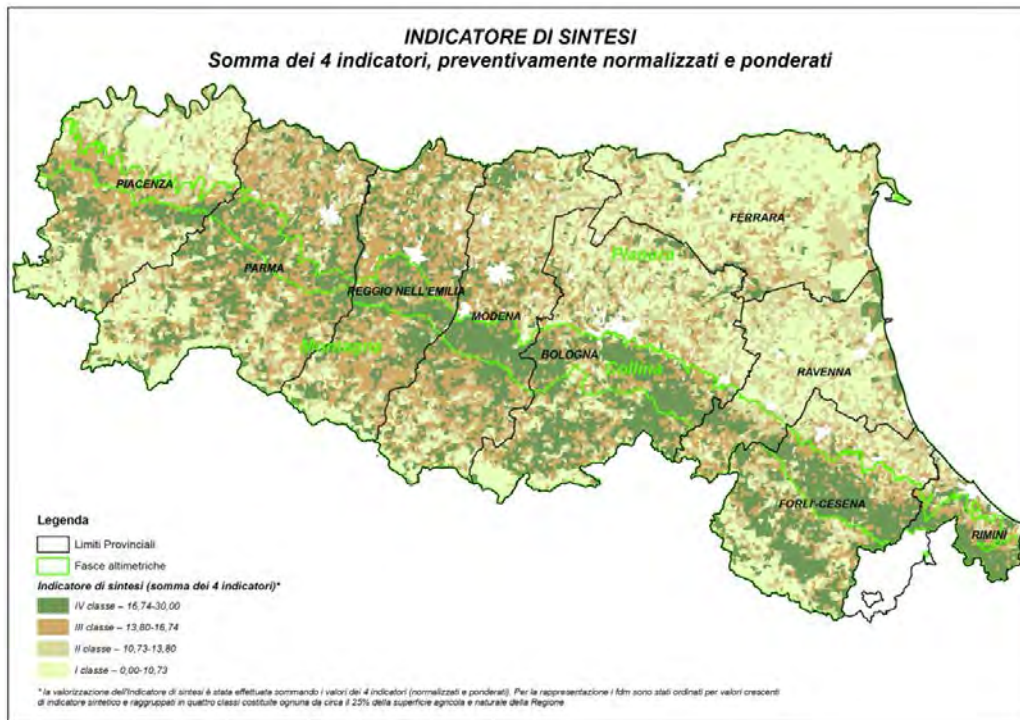 INDICATORE DI SINTESI
Somma dei 4 indicatori, preventivamente normalizzati e ponderati
PIACENZA
FERRARA
Pianura
PARMA
REGGIO NELL'EMILIA
MODENA
Montagna
BOLOGNA
Collina
RAVENNA
FORLI'-CESENA
RIMINI
Legenda
Limiti Provinciali
Fasce altimetriche
Indicatore di sintesi (somma dei 4 indicatori)*
IV classe – 16,74-30,00
III classe – 13,80-16,74
II classe – 10,73-13,80
I classe – 0,00-10,73
* la valorizzazione dell'Indicatore di sintesi è stata effettuata sommando i valori dei 4 indicatori (normalizzati e ponderati). Per la rappresentazione i fdm sono stati ordinati per valori crescenti
di indicatore sintetico e raggruppati in quattro classi costituite ognuna da circa il 25% della superficie agricola e naturale della Regione